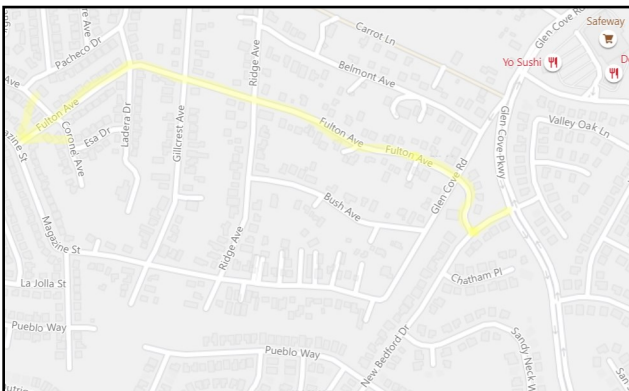 Safeway
Glen Cove Rd
Carrot Ln
Pacheco Dr
Ridge Ave
Yo Sushi
Belmont Ave
Ave
Fulton Ave
Glen Cove Pkwy
Valley Oak Ln
Gillcrest Ave
Ladera Dr
Fulton Ave
Esa Dr
Coronel Ave
Fulton Ave
Glen Cove Rd
Bush Ave
Magazine St
Ridge Ave
Chatham Pl
La Jolla St
Pueblo Way
Pueblo Way
New Bedford Dr
Sandy Neck